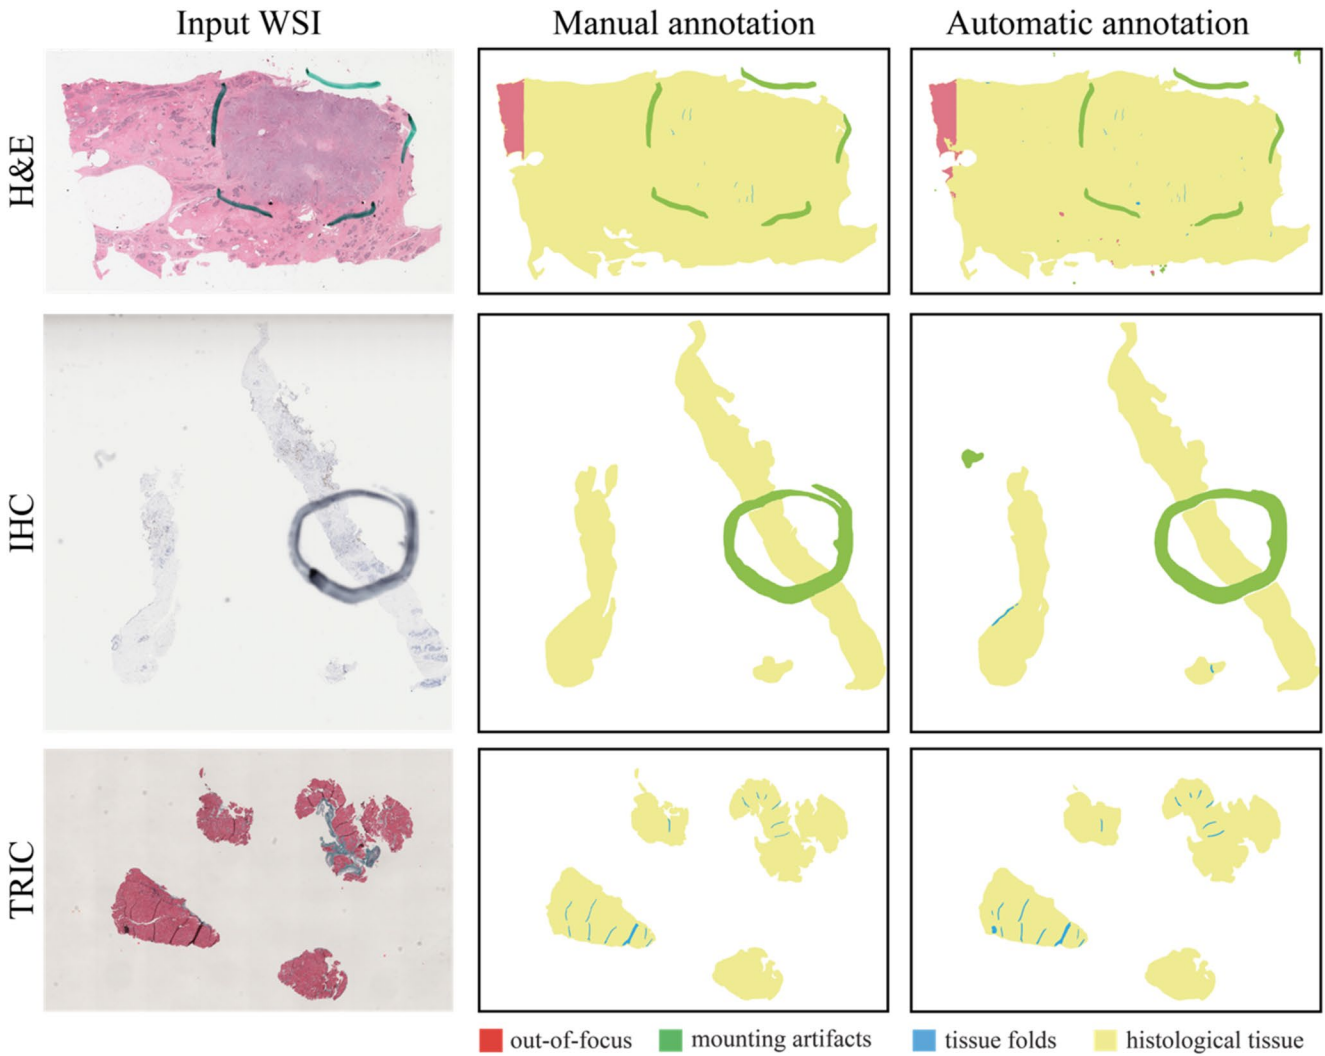 Input WSI
Manual annotation
Automatic annotation
H&E
IHC
TRIC
out-of-focus
mounting artifacts
tissue folds
histological tissue